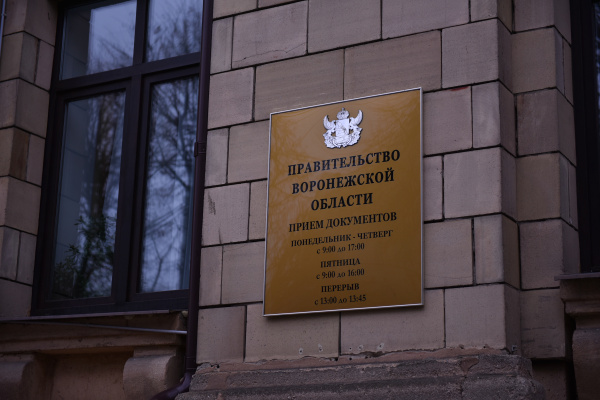 ПРАВИТЕЛЬСТВО
ВОРОНЕЖСКОЙ
ОБЛАСТИ
ПРИЕМ ДОКУМЕНТОВ
ПОНЕДЕЛЬНИК - ЧЕТВЕРГ
с 9:00 до 17:00
ПЯТНИЦА
с 9:00 до 16:00
ПЕРЕРЫВ
с 13:00 до 13:45